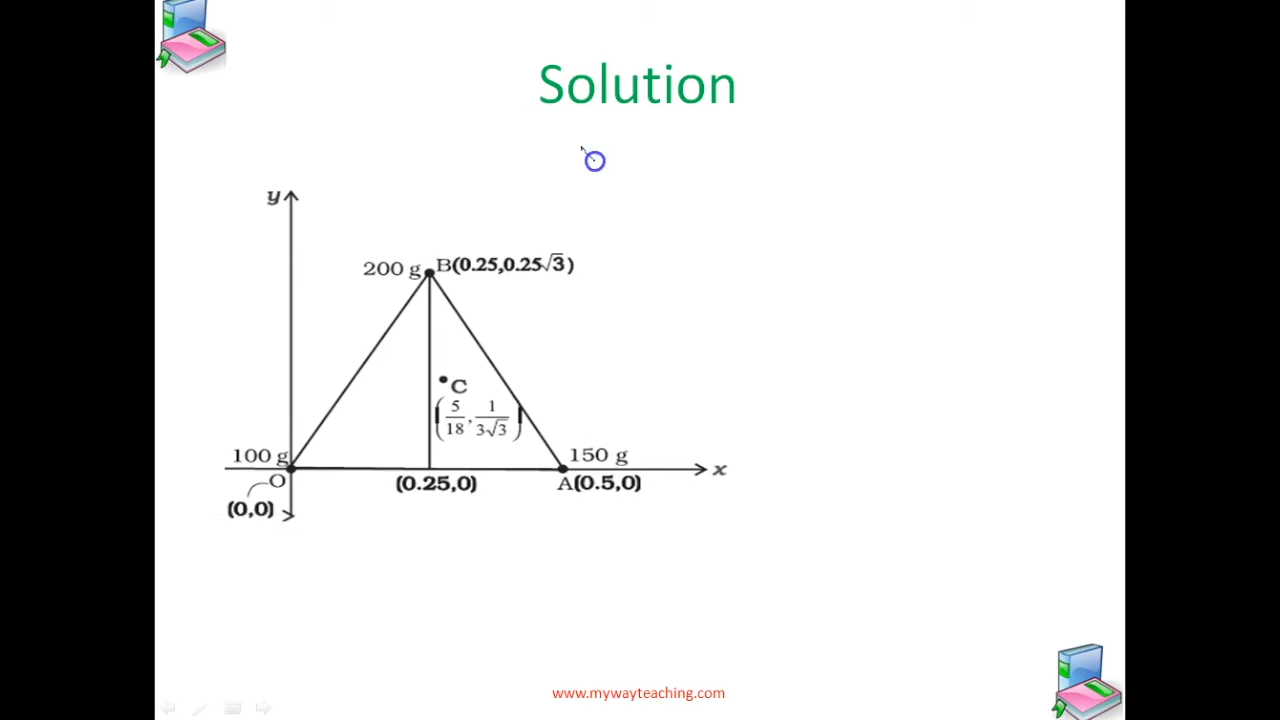 Solution
y
200 g B(0.25,0.25√3)
C
(5/18, 1/3√3)
100 g
150 g
x
O
(0.25,0)
A(0.5,0)
(0,0)
www.mywayteaching.com